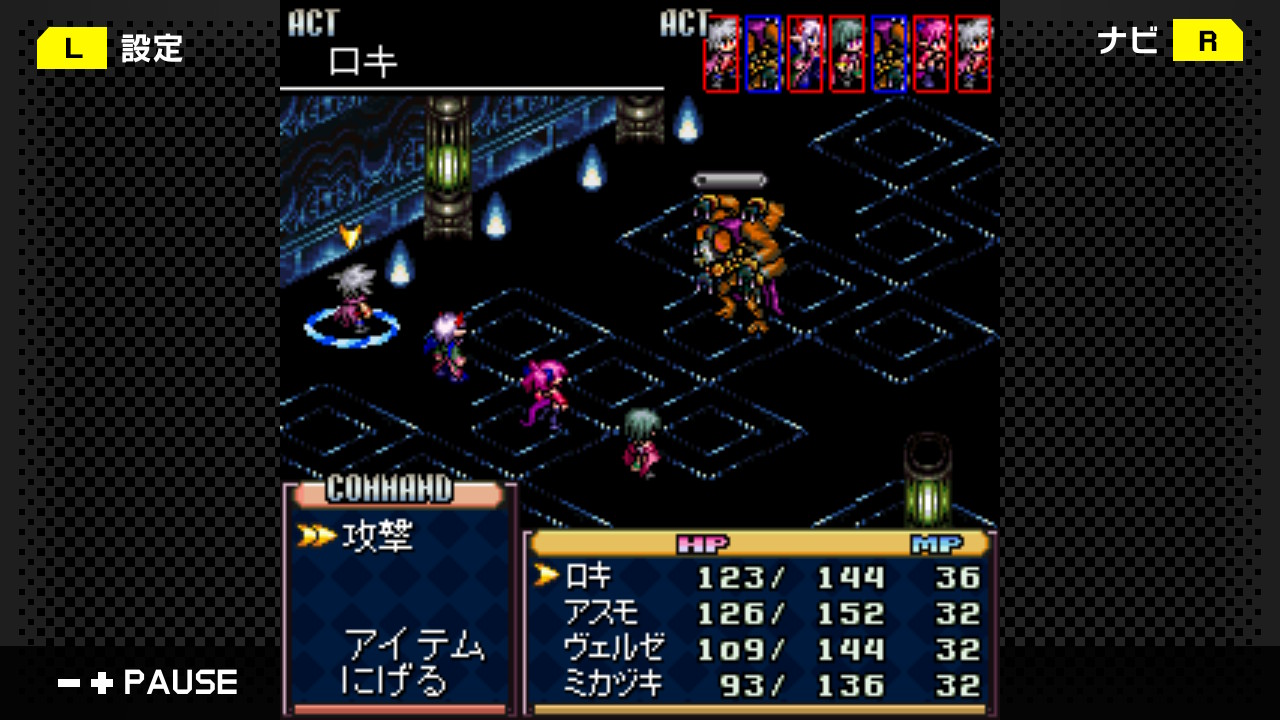 L 設定
ACT
ロキ
ACT
ナビ R
COMMAND
攻撃
アイテム
にげる
HP MP
ロキ 123/ 144 36
アスモ 126/ 152 32
ヴェルゼ 109/ 144 32
ミカヅキ 93/ 136 32
PAUSE